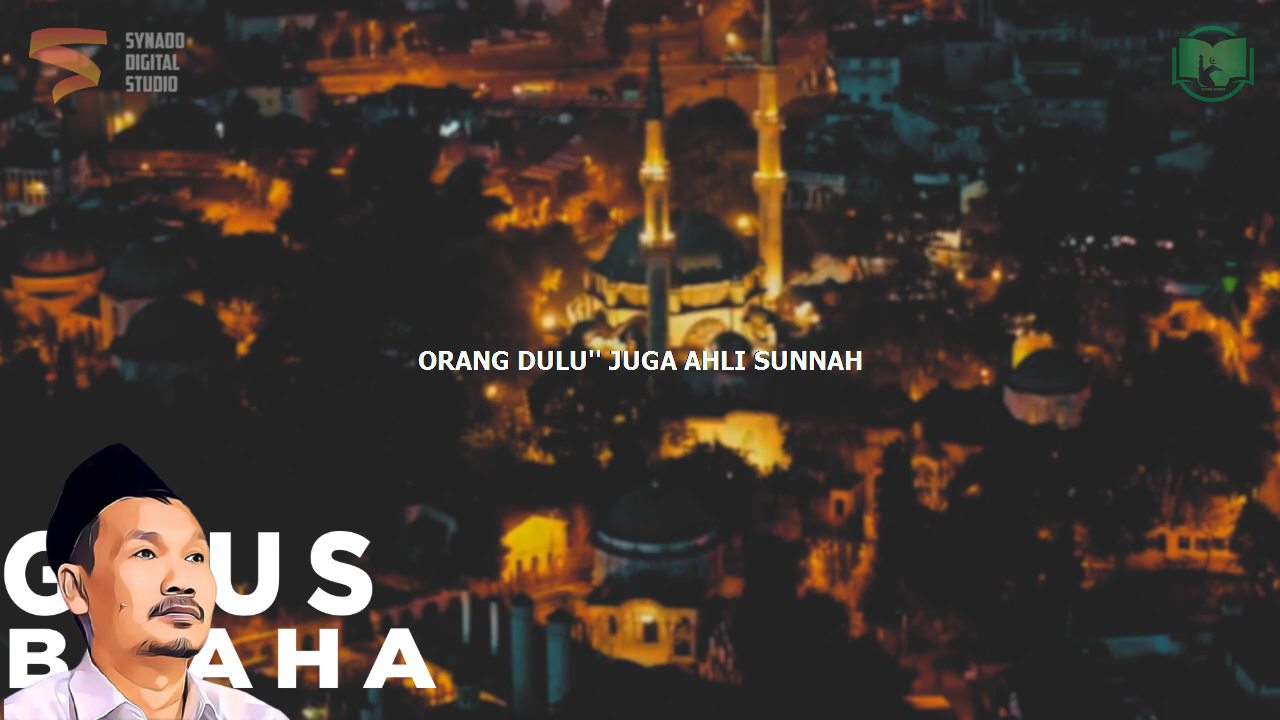 SYNADO
DIGITAL
STUDIO
ORANG DULU'' JUGA AHLI SUNNAH
GUS
BAHA